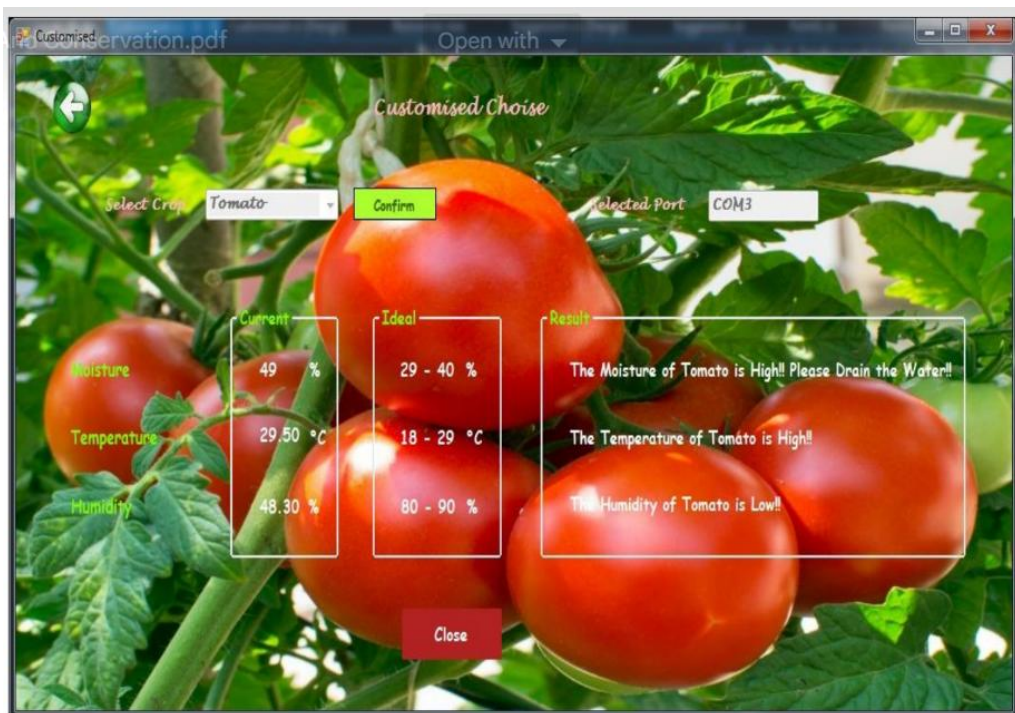 Customised
And Conservation.pdf
Open with
Customised Choise
Select Crop Tomato Confirm Selected Port COM3
Current Ideal Result
Moisture 49 % 29 - 40 % The Moisture of Tomato is High!! Please Drain the Water!!
Temperature 29.50 °C 18 - 29 °C The Temperature of Tomato is High!!
Humidity 48.30 % 80 - 90 % The Humidity of Tomato is Low!!
Close